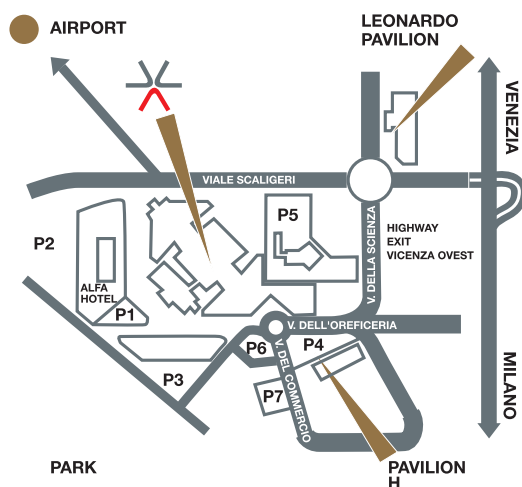 AIRPORT
LEONARDO
PAVILION
VENEZIA
VIALE SCALIGERI
P5
P2
V. DELLA SCIENZA
HIGHWAY
EXIT
VICENZA OVEST
ALFA
HOTEL
P1
V. DELL'OREFICERIA
P6
P4
V. DEL COMMERCIO
P3
P7
MILANO
PARK
PAVILION
H